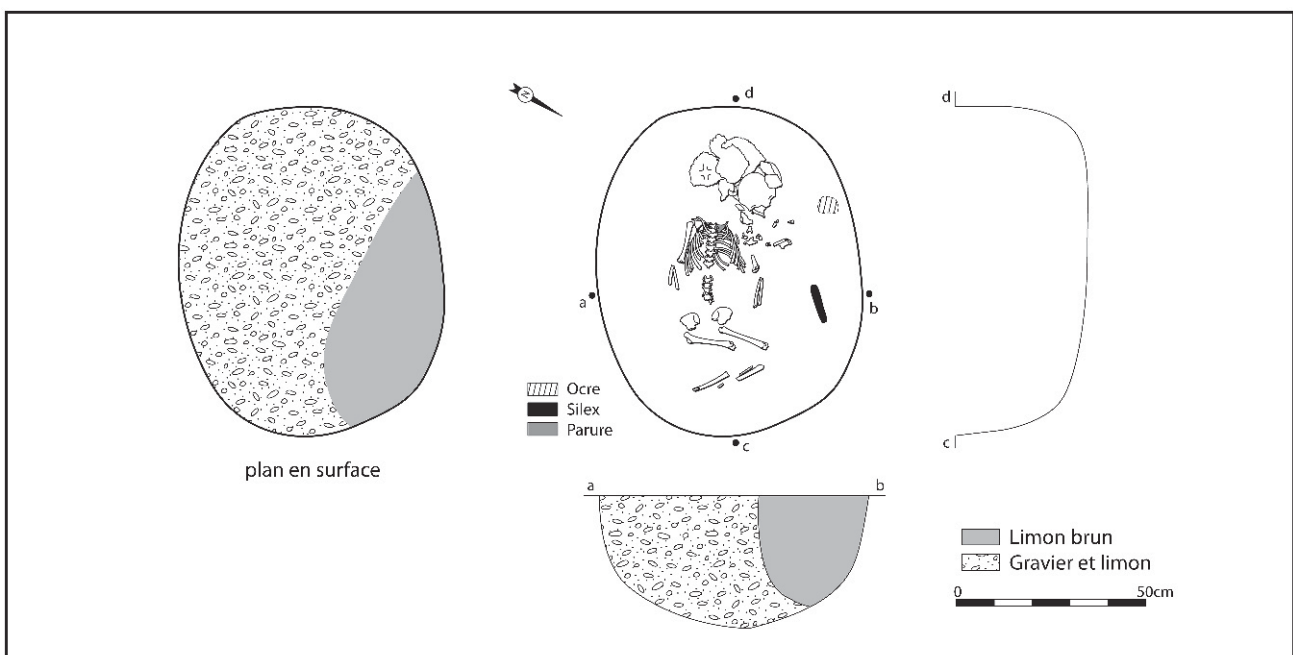 N
d
d
a
b
Ocre
Silex
Parure
c
c
plan en surface
a
b
Limon brun
Gravier et limon
0
50cm